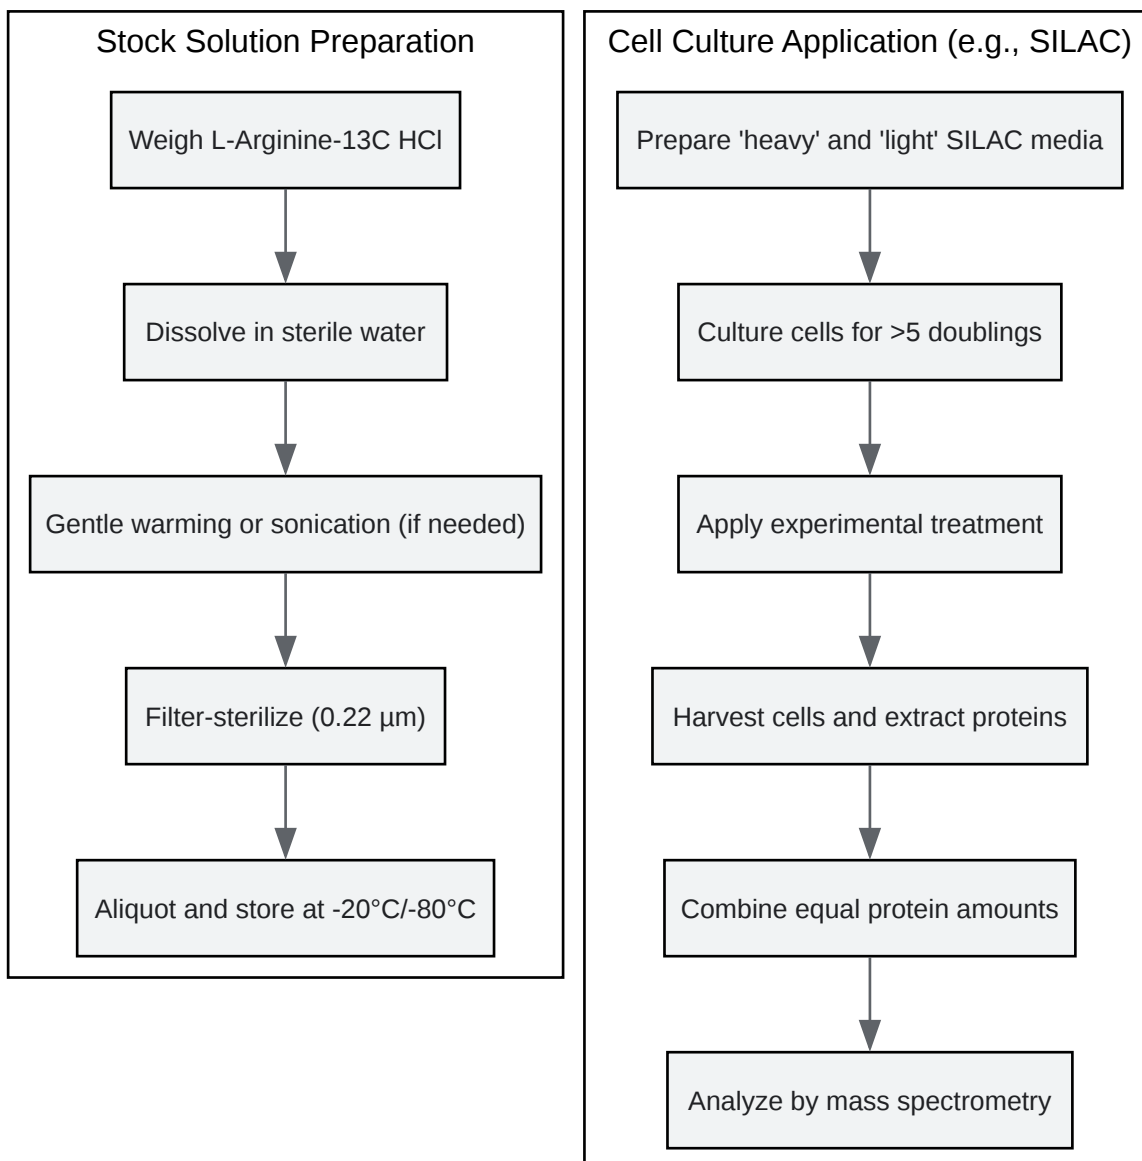 Stock Solution Preparation
Weigh L-Arginine-13C HCl
Dissolve in sterile water
Gentle warming or sonication (if needed)
Filter-sterilize (0.22 µm)
Aliquot and store at -20°C/-80°C
Cell Culture Application (e.g., SILAC)
Prepare 'heavy' and 'light' SILAC media
Culture cells for >5 doublings
Apply experimental treatment
Harvest cells and extract proteins
Combine equal protein amounts
Analyze by mass spectrometry